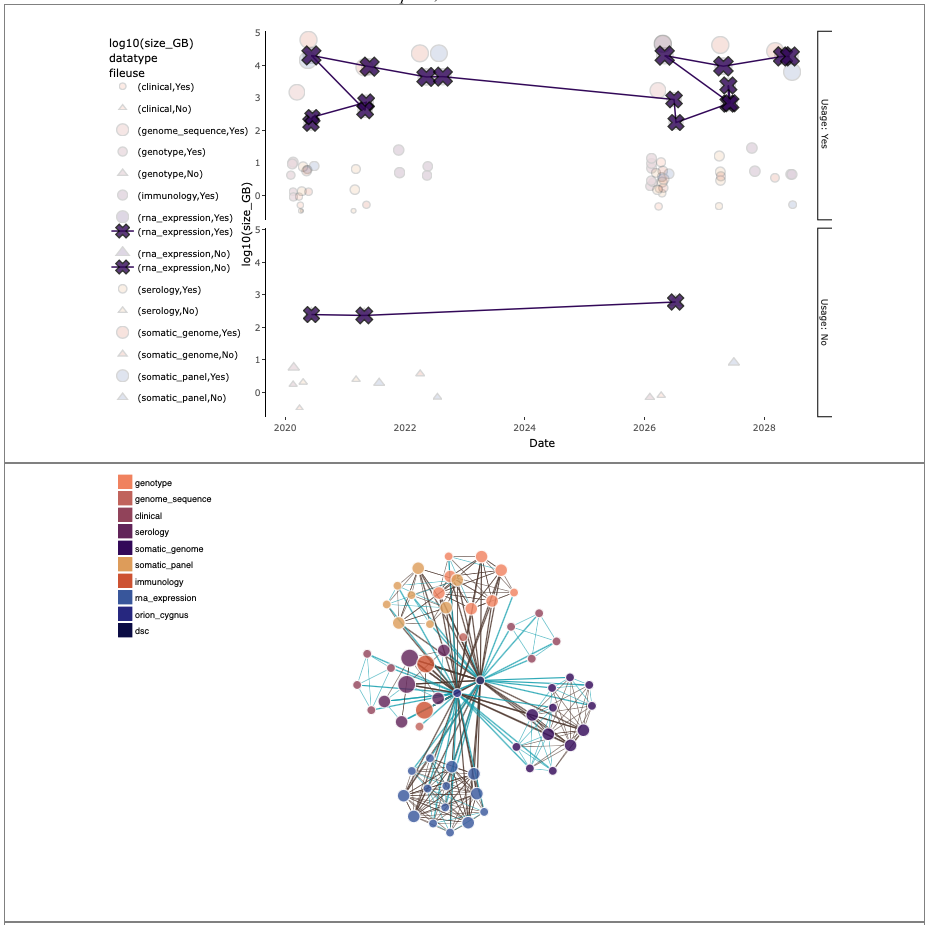 log10(size_GB)
datatype
fileuse
(clinical,Yes)
(clinical,No)
(genome_sequence,Yes)
(genotype,Yes)
(genotype,No)
(immunology,Yes)
(rna_expression,Yes)
(rna_expression,Yes)
(rna_expression,No)
(rna_expression,No)
(serology,Yes)
(serology,No)
(somatic_genome,Yes)
(somatic_genome,No)
(somatic_panel,Yes)
(somatic_panel,No)
log10(size_GB)
5
4
3
2
1
0
Usage: Yes
5
4
3
2
1
0
Usage: No
2020
2022
2024
2026
2028
Date
genotype
genome_sequence
clinical
serology
somatic_genome
somatic_panel
immunology
rna_expression
orion_cygnus
dsc